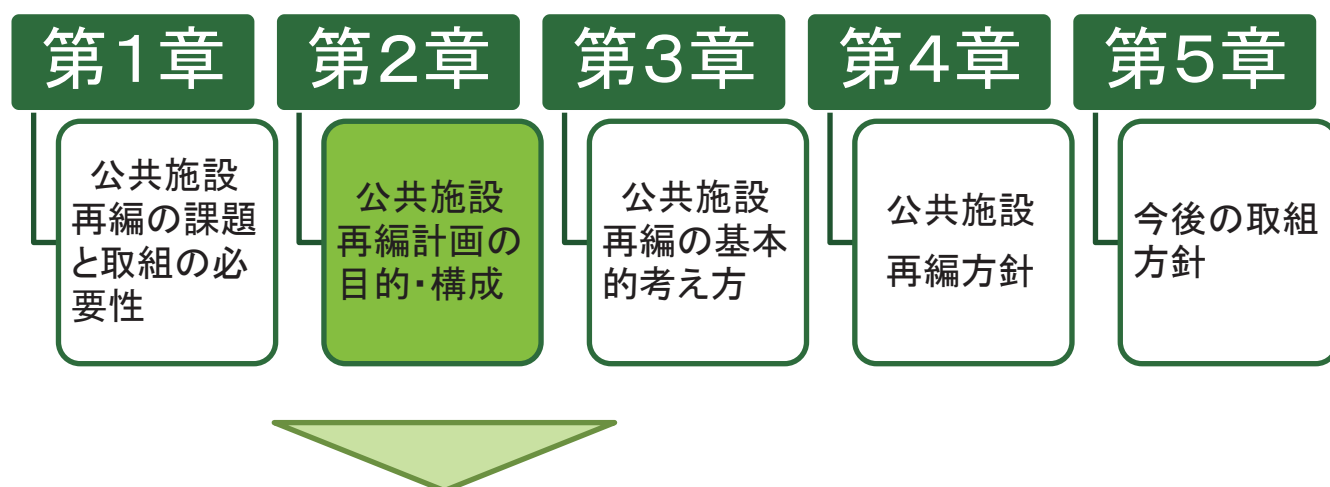 第1章
公共施設
再編の課題
と取組の必
要性
第2章
公共施設
再編計画の
目的・構成
第3章
公共施設
再編の基本
的考え方
第4章
公共施設
再編方針
第5章
今後の取組
方針